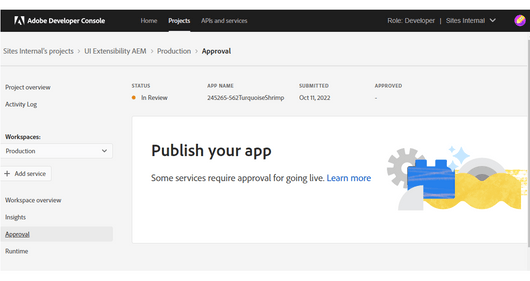 Adobe Developer Console Home Projects APIs and services Role: Developer | Sites Internal
Sites Internal's projects > UI Extensibility AEM > Production > Approval
Project overview
Activity Log
STATUS APP NAME SUBMITTED APPROVED
In Review 245265-562TurquoiseShrimp Oct 11, 2022 -
Workspaces:
Production
+ Add service
Publish your app
Some services require approval for going live. Learn more
Workspace overview
Insights
Approval
Runtime